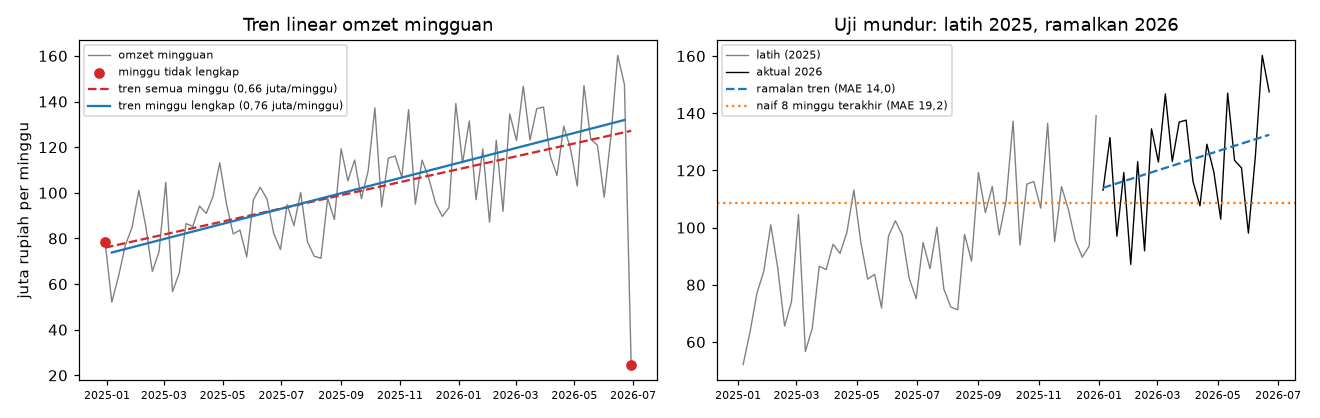 Tren linear omzet mingguan
omzet mingguan
minggu tidak lengkap
tren semua minggu (0,66 juta/minggu)
tren minggu lengkap (0,76 juta/minggu)
juta rupiah per minggu
160
140
120
100
80
60
40
20
2025-01 2025-03 2025-05 2025-07 2025-09 2025-11 2026-01 2026-03 2026-05 2026-07
Uji mundur: latih 2025, ramalkan 2026
latih (2025)
aktual 2026
ramalan tren (MAE 14,0)
naif 8 minggu terakhir (MAE 19,2)
160
140
120
100
80
60
2025-01 2025-03 2025-05 2025-07 2025-09 2025-11 2026-01 2026-03 2026-05 2026-07